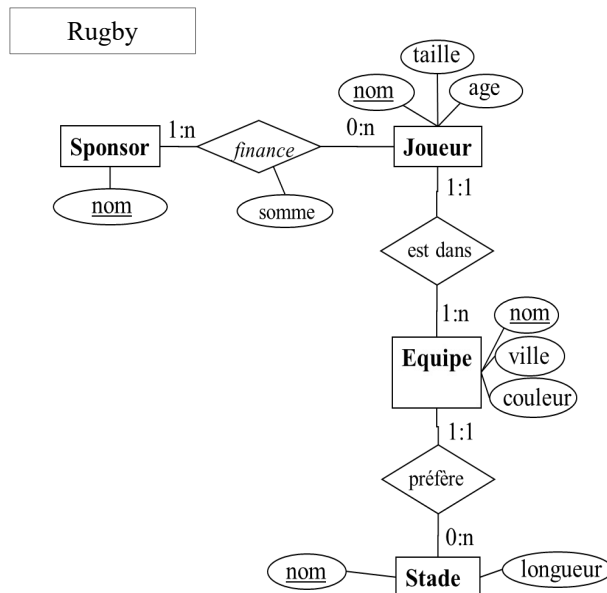 Rugby
taille
nom
age
1:n
0:n
Sponsor
finance
Joueur
nom
somme
1:1
est dans
1:n
nom
Equipe
ville
couleur
1:1
préfère
0:n
nom
Stade
longueur